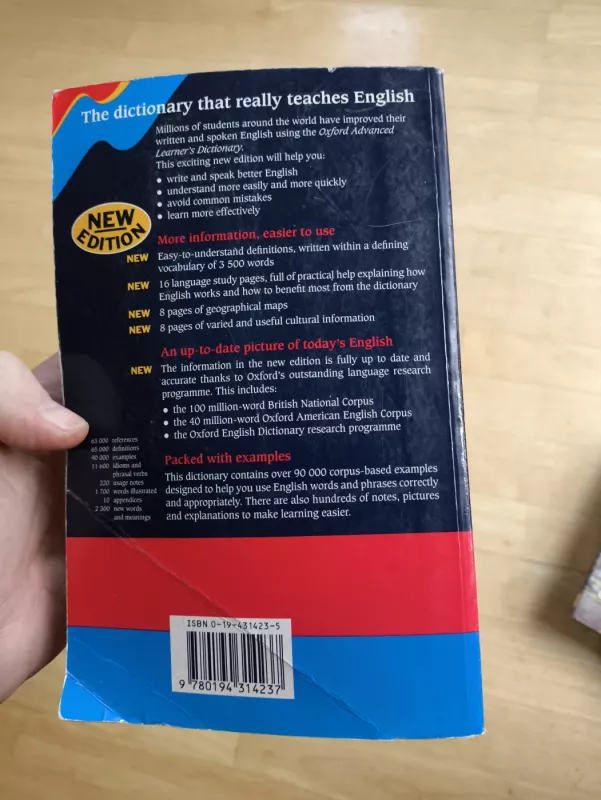 The dictionary that really teaches English
Millions of students around the world have improved their
written and spoken English using the Oxford Advanced
Learner's Dictionary.
This exciting new edition will help you:
• write and speak better English
• understand more easily and more quickly
• avoid common mistakes
• learn more effectively
NEW
EDITION
More information, easier to use
NEW Easy-to-understand definitions, written within a defining
vocabulary of 3 500 words
NEW 16 language study pages, full of practical help explaining how
English works and how to benefit most from the dictionary
NEW 8 pages of geographical maps
NEW 8 pages of varied and useful cultural information
An up-to-date picture of today's English
NEW The information in the new edition is fully up to date and
accurate thanks to Oxford's outstanding language research
programme. This includes:
• the 100 million-word British National Corpus
• the 40 million-word Oxford American English Corpus
• the Oxford English Dictionary research programme
63 000 references
65 000 definitions
90 000 examples
11 600 idioms and
phrasal verbs
220 usage notes
1 700 words illustrated
10 appendices
2 300 new words
and meanings
Packed with examples
This dictionary contains over 90 000 corpus-based examples
designed to help you use English words and phrases correctly
and appropriately. There are also hundreds of notes, pictures
and explanations to make learning easier.
ISBN 0-19-431423-5
9 780194 314237